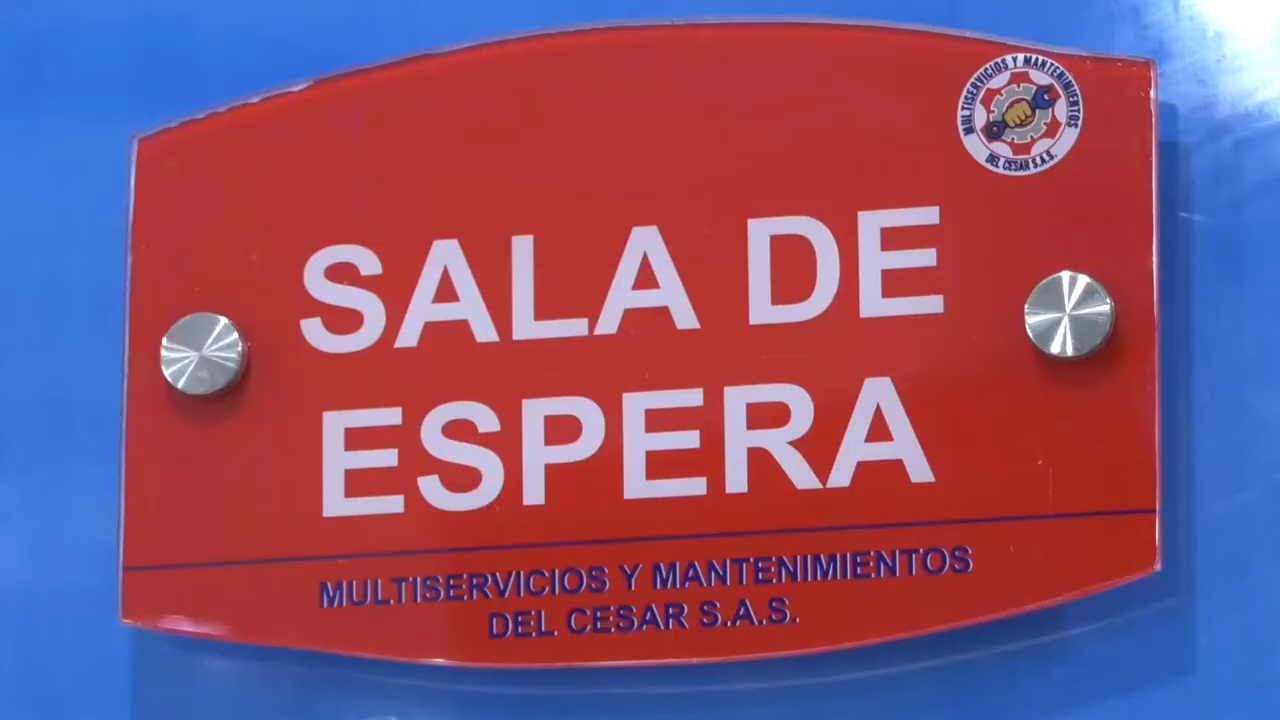 MULTISERVICIOS Y MANTENIMIENTOS
DEL CESAR S.A.S.
SALA DE
ESPERA
MULTISERVICIOS Y MANTENIMIENTOS
DEL CESAR S.A.S.